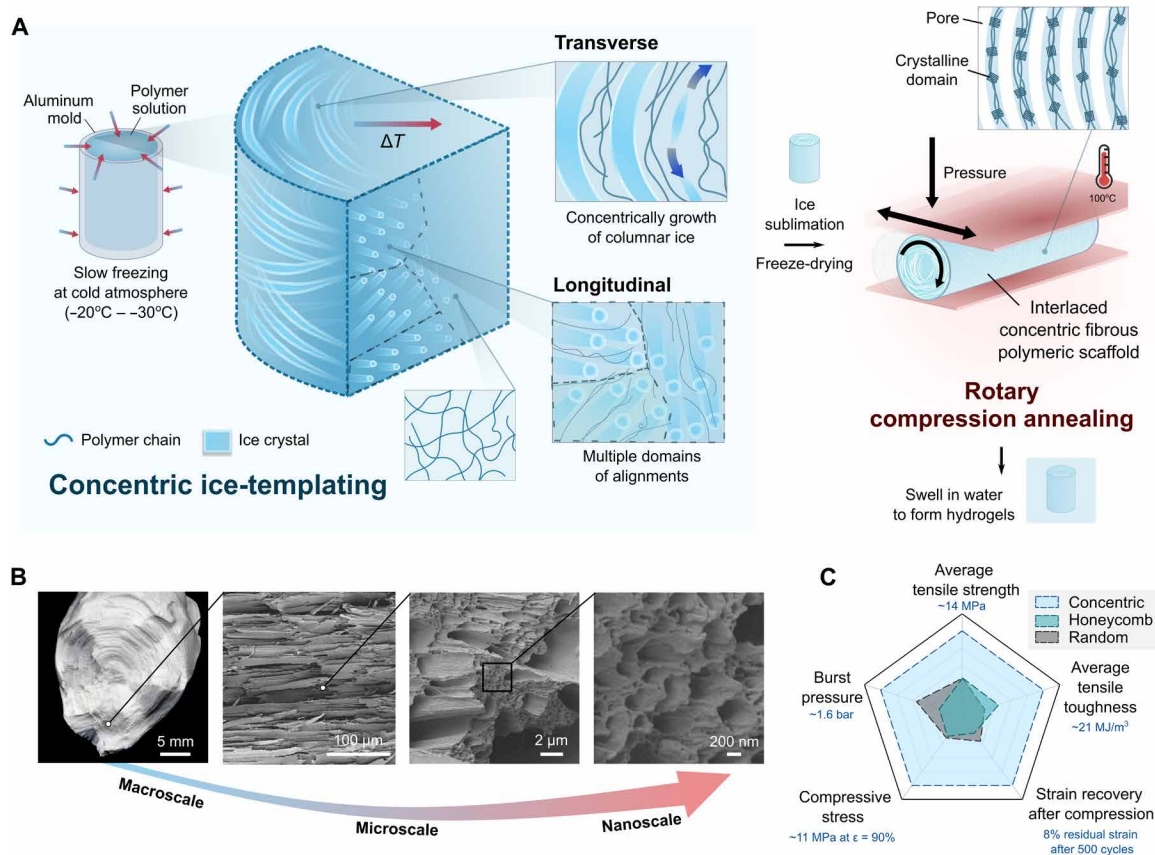 A
Aluminum
mold
Polymer
solution
Slow freezing
at cold atmosphere
(–20°C – –30°C)
ΔT
Transverse
Concentrically growth
of columnar ice
Longitudinal
Multiple domains
of alignments
Polymer chain
Ice crystal
Concentric ice-templating
Ice
sublimation
Freeze-drying
Pore
Crystalline
domain
Pressure
100°C
Interlaced
concentric fibrous
polymeric scaffold
Rotary
compression annealing
Swell in water
to form hydrogels
B
5 mm
100 µm
2 µm
200 nm
Macroscale
Microscale
Nanoscale
C
Average
tensile strength
~14 MPa
Concentric
Honeycomb
Random
Burst
pressure
~1.6 bar
Average
tensile
toughness
~21 MJ/m³
Compressive
stress
~11 MPa at ε = 90%
Strain recovery
after compression
8% residual strain
after 500 cycles